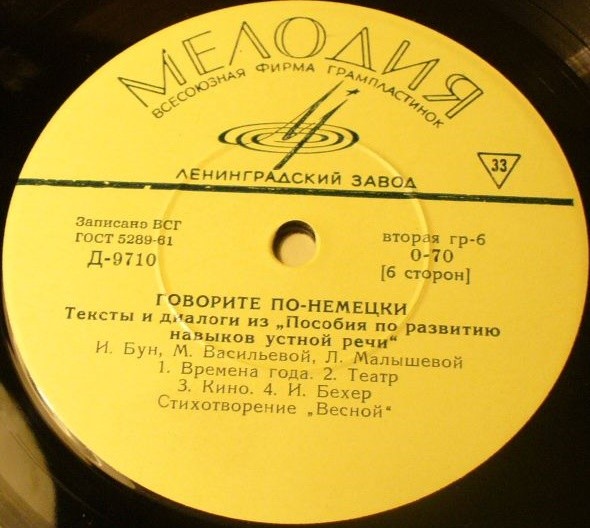 МЕЛОДИЯ
ВСЕСОЮЗНАЯ ФИРМА ГРАМПЛАСТИНОК
ЛЕНИНГРАДСКИЙ ЗАВОД
33
Записано ВСГ
ГОСТ 5289-61
Д-9710
вторая гр-6
0-70
[6 сторон]
ГОВОРИТЕ ПО-НЕМЕЦКИ
Тексты и диалоги из „Пособия по развитию
навыков устной речи“
И. Бун, М. Васильевой, Л. Малышевой
1. Времена года. 2. Театр
3. Кино. 4. И. Бехер
Стихотворение „Весной“